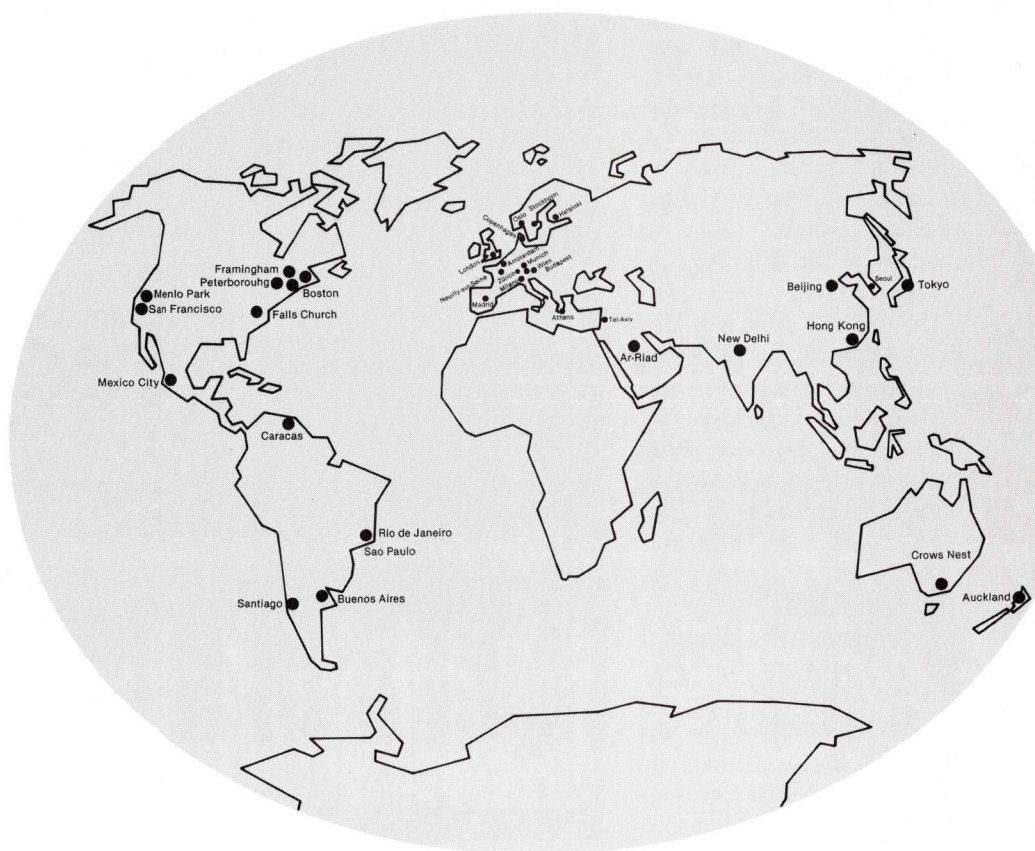 Framingham
Peterborouhg
Boston
Menlo Park
San Francisco
Falls Church
Mexico City
Caracas
Rio de Janeiro
Sao Paulo
Santiago
Buenos Aires
Oslo
Stockholm
Helsinki
Copenhagen
London
Amsterdam
Munich
Neuilly-sur-Seine
Zürich
Wien
Budapest
Milano
Madrid
Athens
Tel-Aviv
Ar-Riad
New Delhi
Beijing
Seoul
Tokyo
Hong Kong
Crows Nest
Auckland